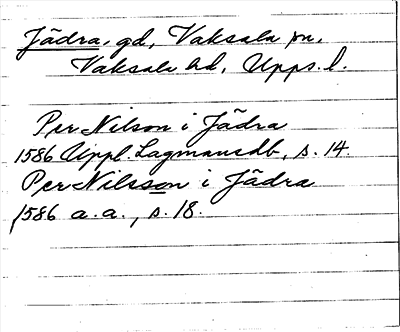 Jädra, gd, Vaksala sn,
Vaksala hd, Upps. l.
Per Nilson i Jädra
1586 Uppl. Lagmansdb, s. 14
Per Nilsson i Jädra
1586 a.a., s. 18.